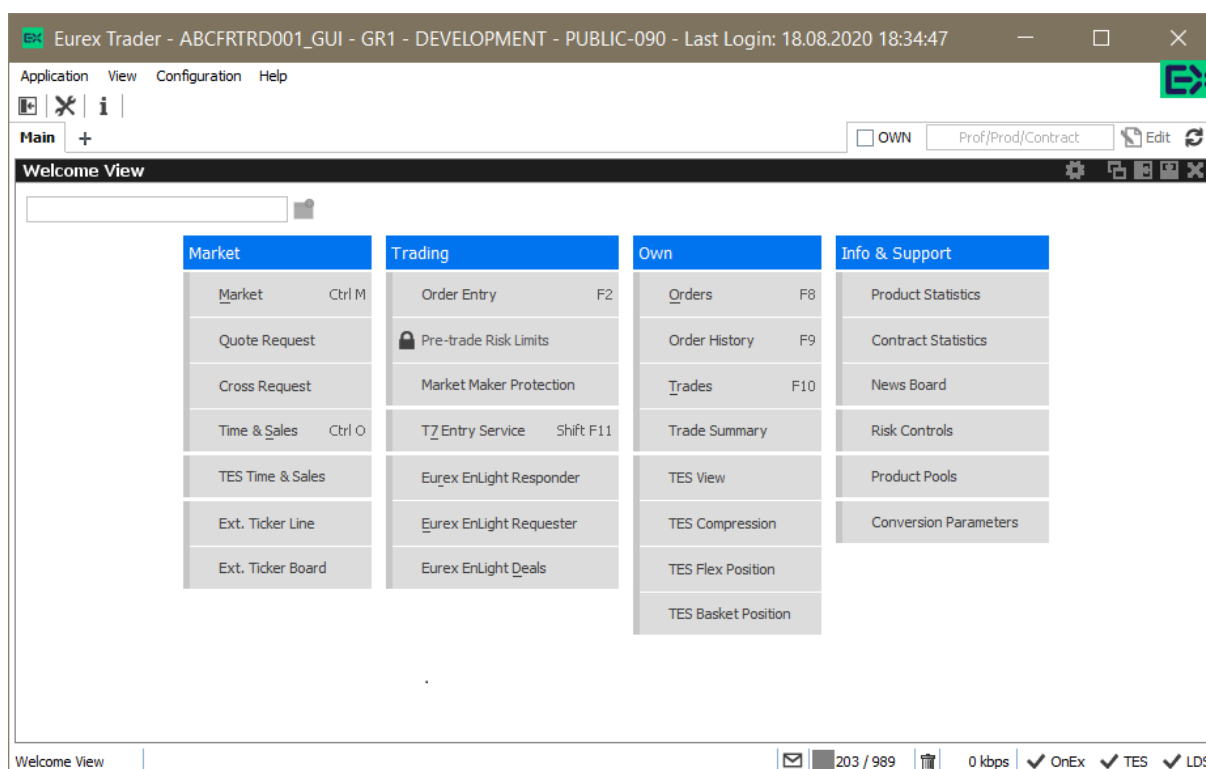 Eurex Trader - ABCFRTRD001_GUI - GR1 - DEVELOPMENT - PUBLIC-090 - Last Login: 18.08.2020 18:34:47
Application View Configuration Help
Main + OWN Prof/Prod/Contract Edit
Welcome View
Market Trading Own Info & Support
Market Ctrl M Order Entry F2 Orders F8 Product Statistics
Quote Request Pre-trade Risk Limits Order History F9 Contract Statistics
Cross Request Market Maker Protection Trades F10 News Board
Time & Sales Ctrl O T7 Entry Service Shift F11 Trade Summary Risk Controls
TES Time & Sales Eurex EnLight Responder TES View Product Pools
Ext. Ticker Line Eurex EnLight Requester TES Compression Conversion Parameters
Ext. Ticker Board Eurex EnLight Deals TES Flex Position
TES Basket Position
Welcome View 203 / 989 0 kbps OnEx TES LDS